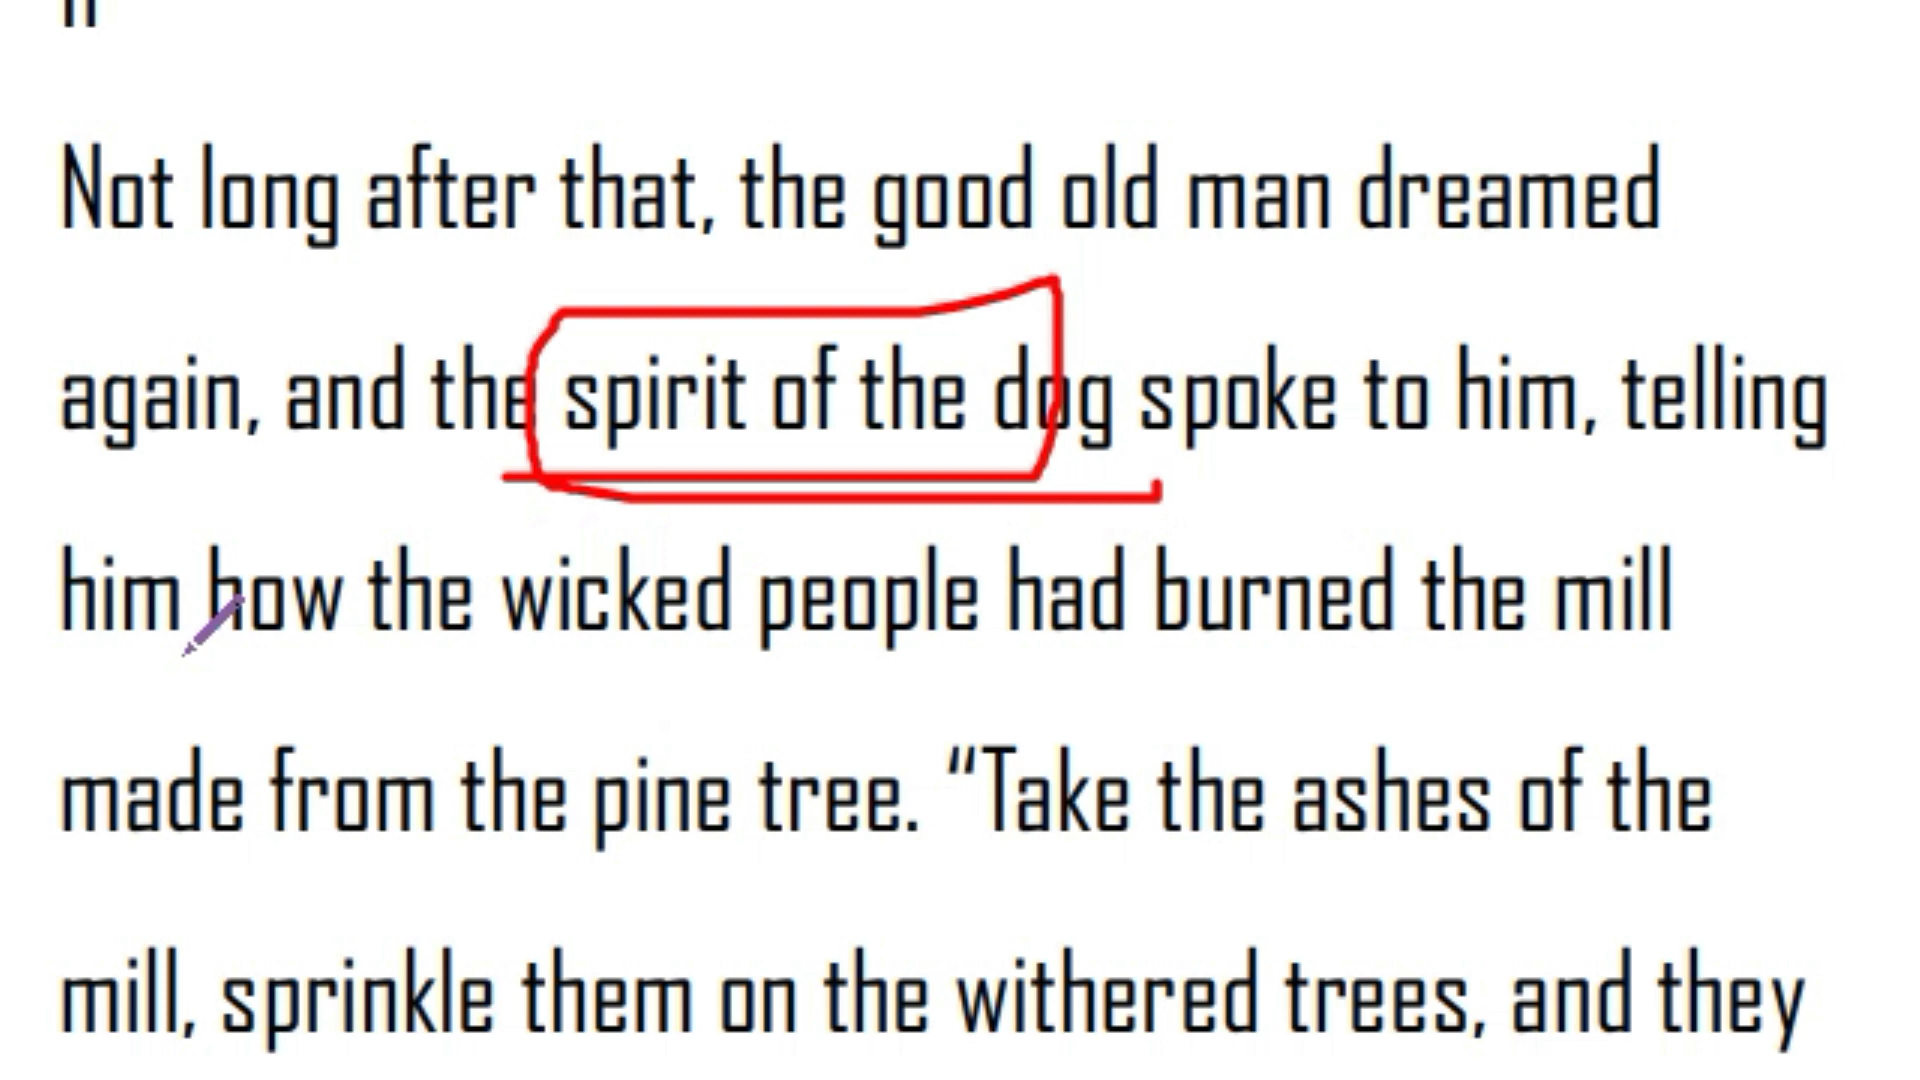 Not long after that, the good old man dreamed
again, and the spirit of the dog spoke to him, telling
him how the wicked people had burned the mill
made from the pine tree. “Take the ashes of the
mill, sprinkle them on the withered trees, and they